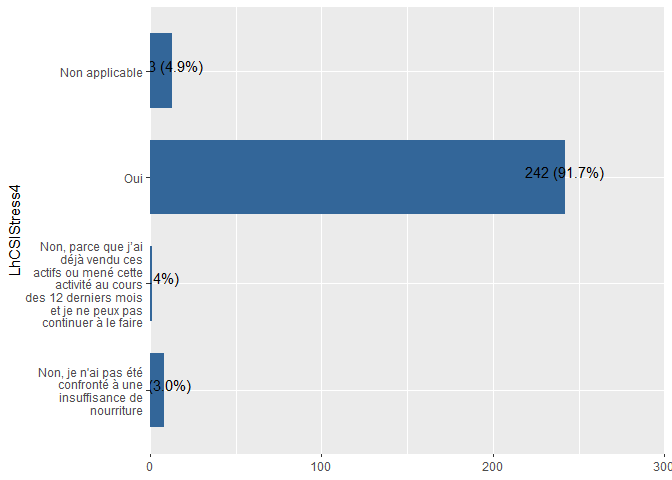 LhCSIStress4
Non applicable
3 (4.9%)
Oui
242 (91.7%)
Non, parce que j'ai
déjà vendu ces
actifs ou mené cette
activité au cours
des 12 derniers mois
et je ne peux pas
continuer à le faire
4%)
Non, je n'ai pas été
confronté à une
insuffisance de
nourriture
(3.0%)
0
100
200
300